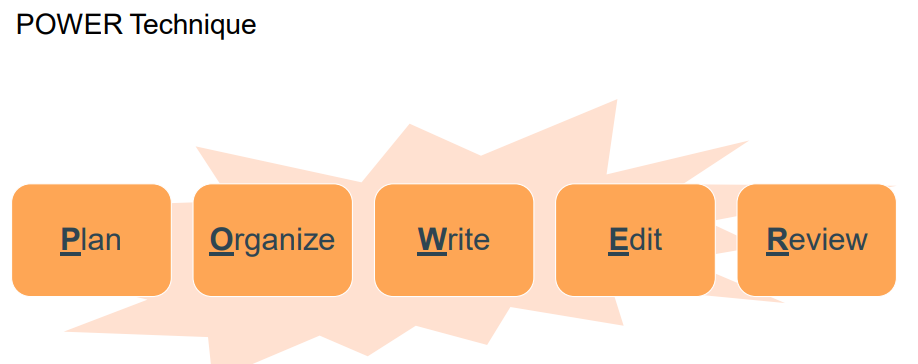 POWER Technique
Plan
Organize
Write
Edit
Review